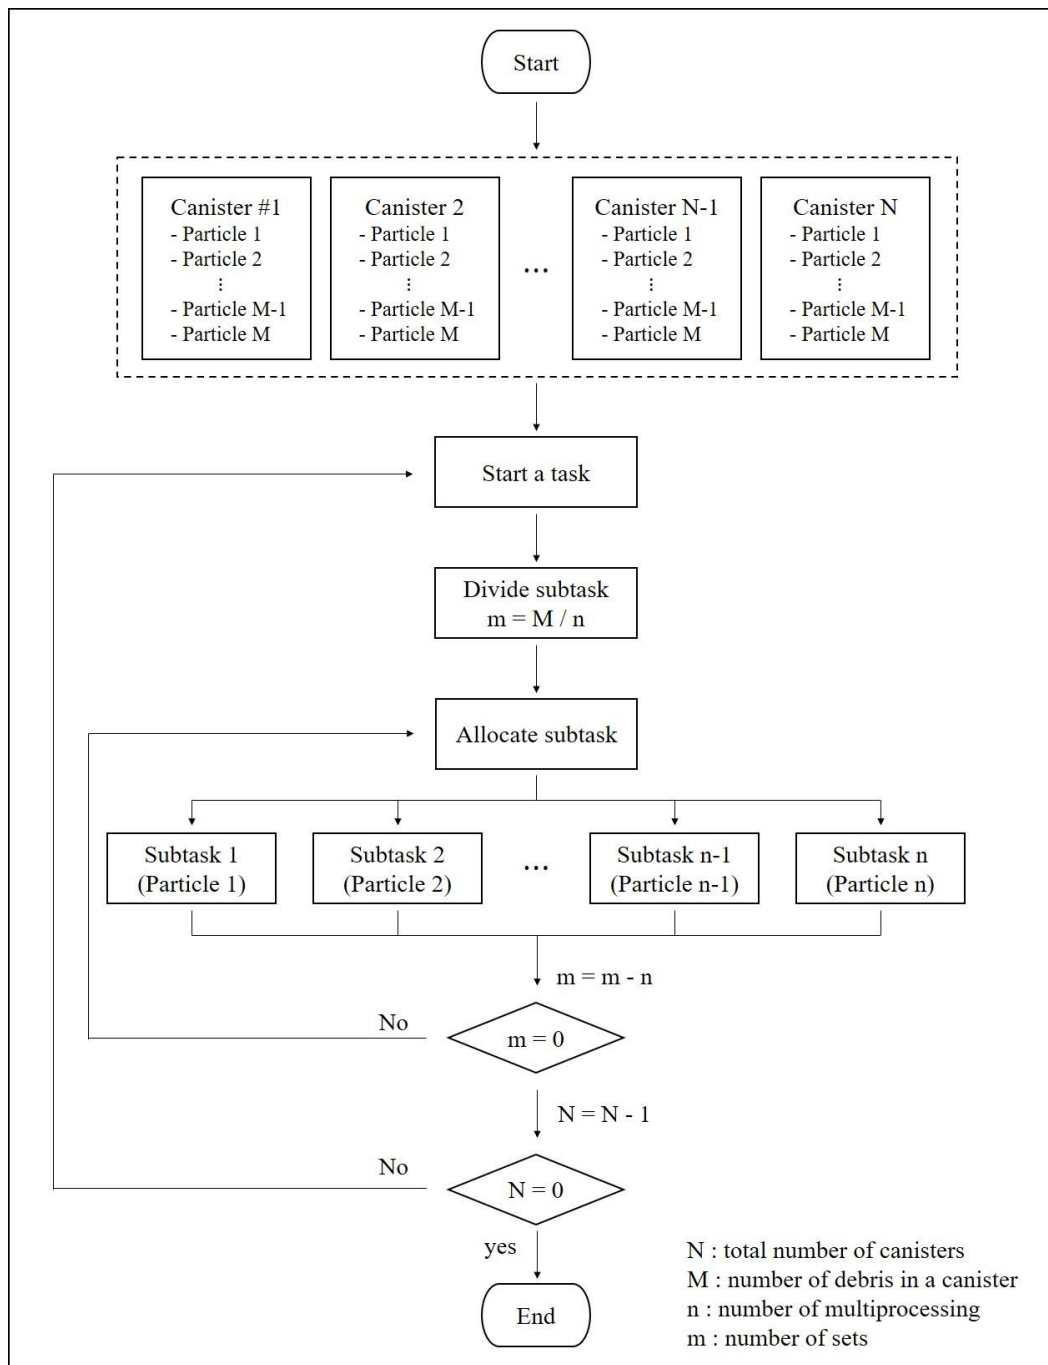 Start
Canister #1
- Particle 1
- Particle 2
⋮
- Particle M-1
- Particle M
Canister 2
- Particle 1
- Particle 2
⋮
- Particle M-1
- Particle M
...
Canister N-1
- Particle 1
- Particle 2
⋮
- Particle M-1
- Particle M
Canister N
- Particle 1
- Particle 2
⋮
- Particle M-1
- Particle M
Start a task
Divide subtask
m = M / n
Allocate subtask
Subtask 1
(Particle 1)
Subtask 2
(Particle 2)
...
Subtask n-1
(Particle n-1)
Subtask n
(Particle n)
m = m - n
No
m = 0
N = N - 1
No
N = 0
yes
End
N : total number of canisters
M : number of debris in a canister
n : number of multiprocessing
m : number of sets